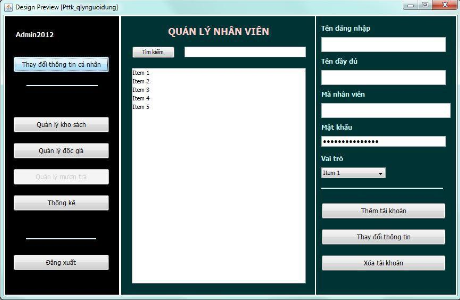 Design Preview [Pttk_qlynguoidung]
Admin2012
Thay đổi thông tin cá nhân
Quản lý kho sách
Quản lý độc giả
Quản lý mượn trả
Thống kê
Đăng xuất
QUẢN LÝ NHÂN VIÊN
Tìm kiếm
Item 1
Item 2
Item 3
Item 4
Item 5
Tên đăng nhập
Tên đầy đủ
Mã nhân viên
Mật khẩu
Vai trò
Item 1
Thêm tài khoản
Thay đổi thông tin
Xóa tài khoản